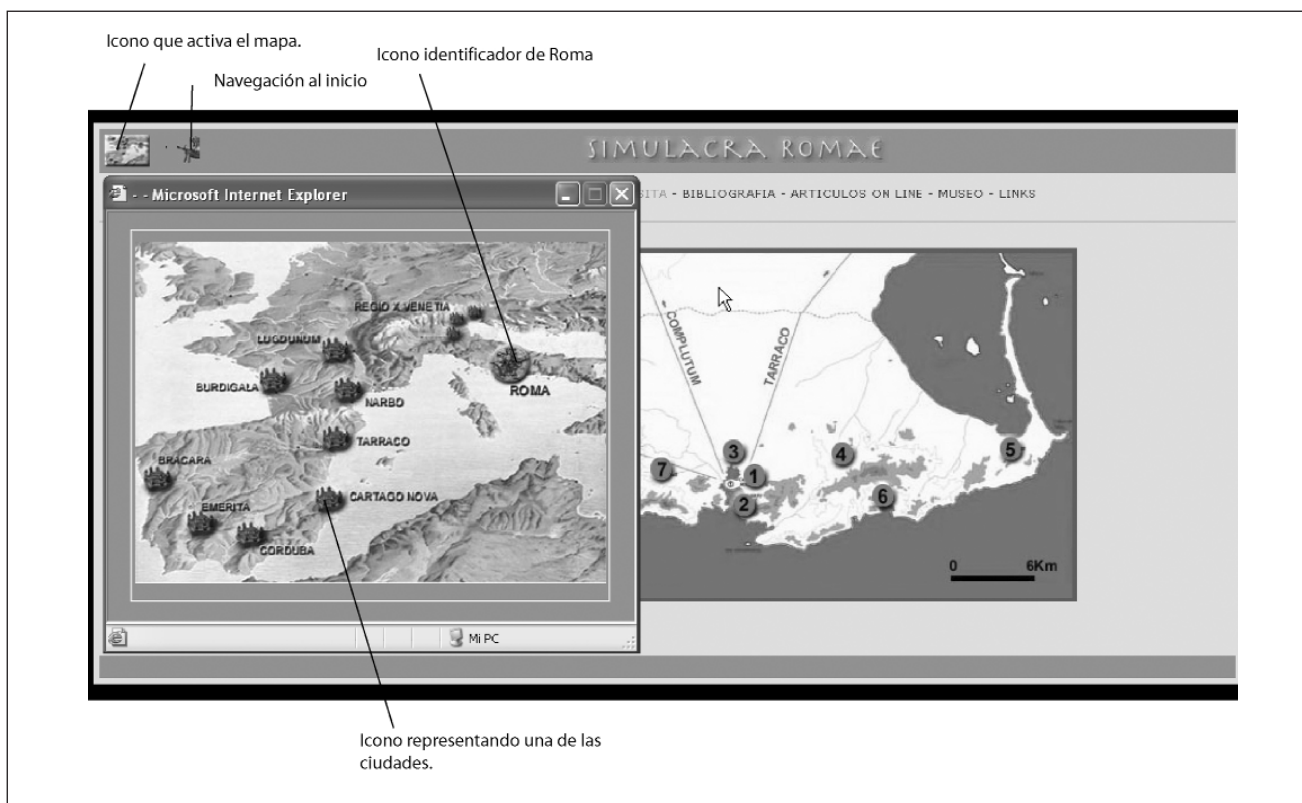 Icono que activa el mapa.
Icono identificador de Roma
Navegación al inicio
SIMULACRA ROMAE
- - Microsoft Internet Explorer
SITA - BIBLIOGRAFIA - ARTICULOS ON LINE - MUSEO - LINKS
REGIO X VENETIA
LUGDUNUM
BURDIGALA
NARBO
ROMA
TARRACO
BRACARA
CARTAGO NOVA
EMERITA
CORDUBA
COMPLUTUM
TARRACO
3
4
5
7
1
2
6
0 6Km
Mi PC
Icono representando una de las
ciudades.